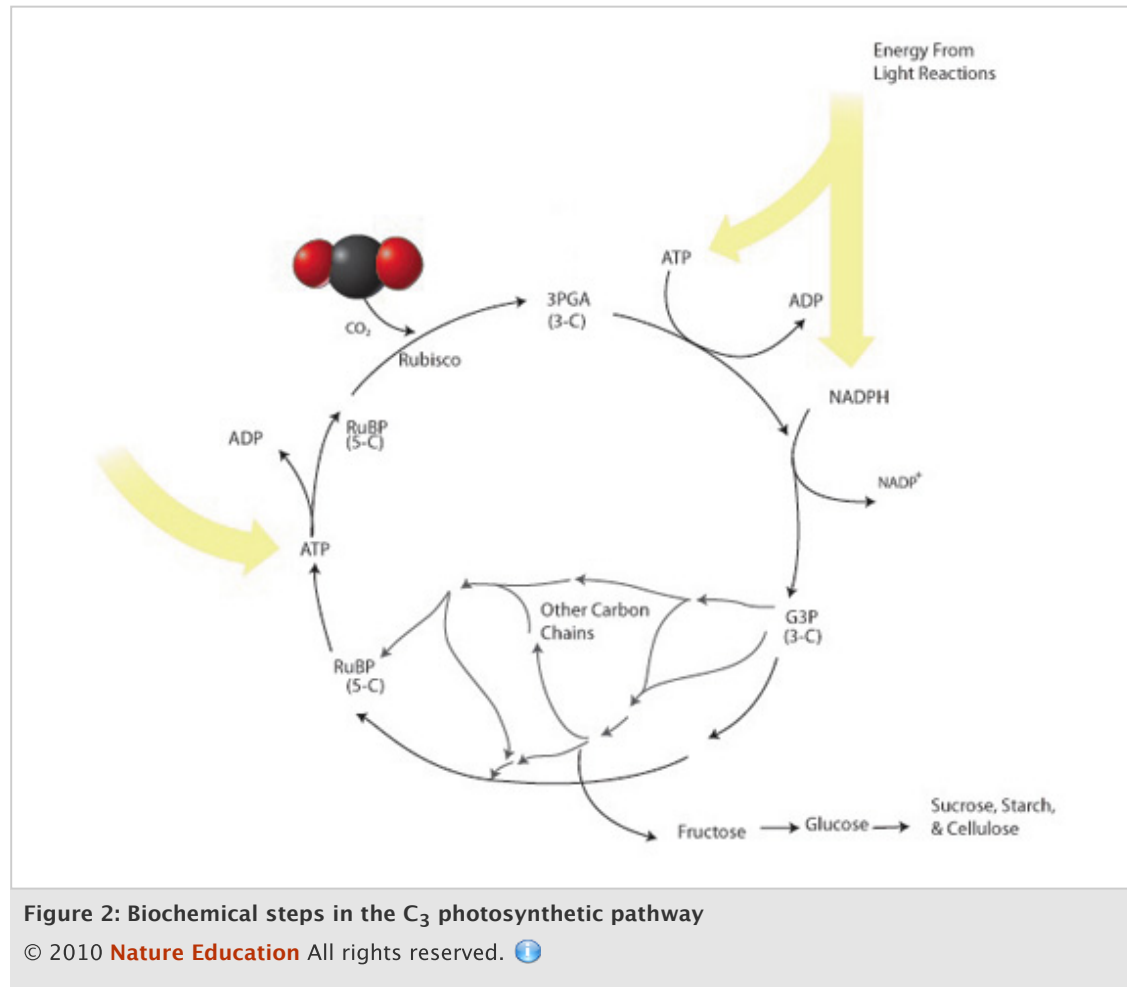 Energy From
Light Reactions
ATP
ADP
3PGA
(3-C)
CO₂
Rubisco
NADPH
RuBP
(5-C)
ADP
NADP⁺
ATP
Other Carbon
Chains
G3P
(3-C)
RuBP
(5-C)
Sucrose, Starch,
& Cellulose
Fructose
Glucose
Figure 2: Biochemical steps in the C₃ photosynthetic pathway
© 2010 Nature Education All rights reserved. i